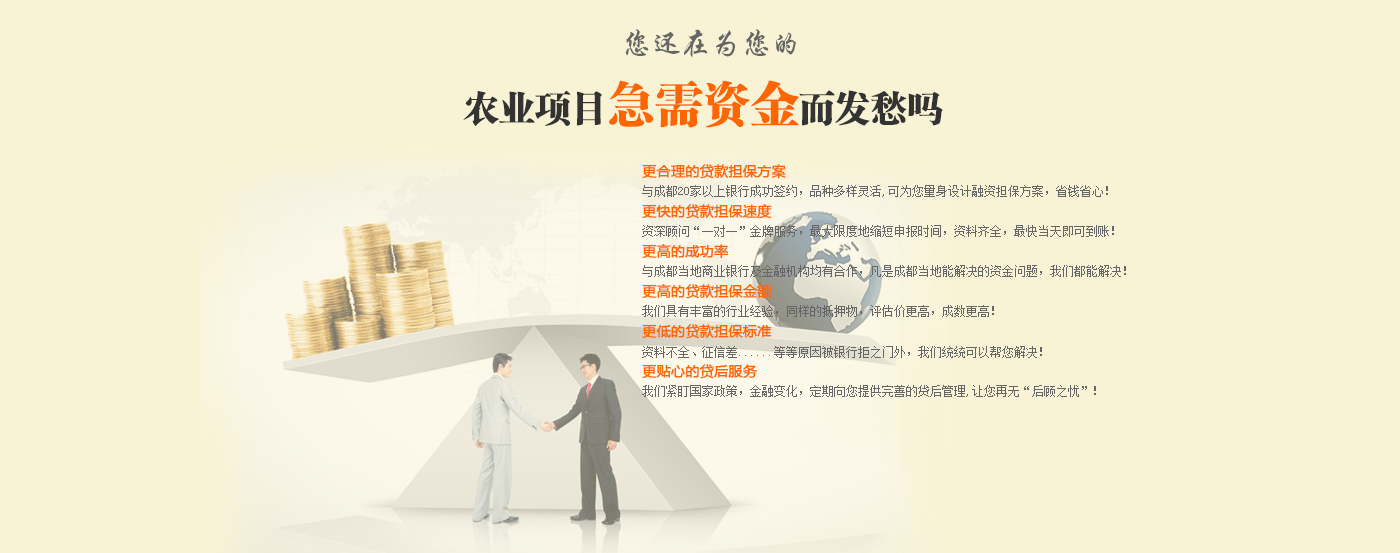 您还在为您的
农业项目急需资金而发愁吗
更合理的贷款担保方案
与成都20家以上银行成功签约，品种多样灵活,可为您量身设计融资担保方案，省钱省心！
更快的贷款担保速度
资深顾问“一对一”金牌服务，最大限度地缩短申报时间，资料齐全，最快当天即可到账！
更高的成功率
与成都当地商业银行及金融机构均有合作，凡是成都当地能解决的资金问题，我们都能解决！
更高的贷款担保金额
我们具有丰富的行业经验，同样的抵押物，评估价更高，成数更高！
更低的贷款担保标准
资料不全、征信差......等等原因被银行拒之门外，我们统统可以帮您解决！
更贴心的贷后服务
我们紧盯国家政策，金融变化，定期向您提供完善的贷后管理,让您再无“后顾之忧”！